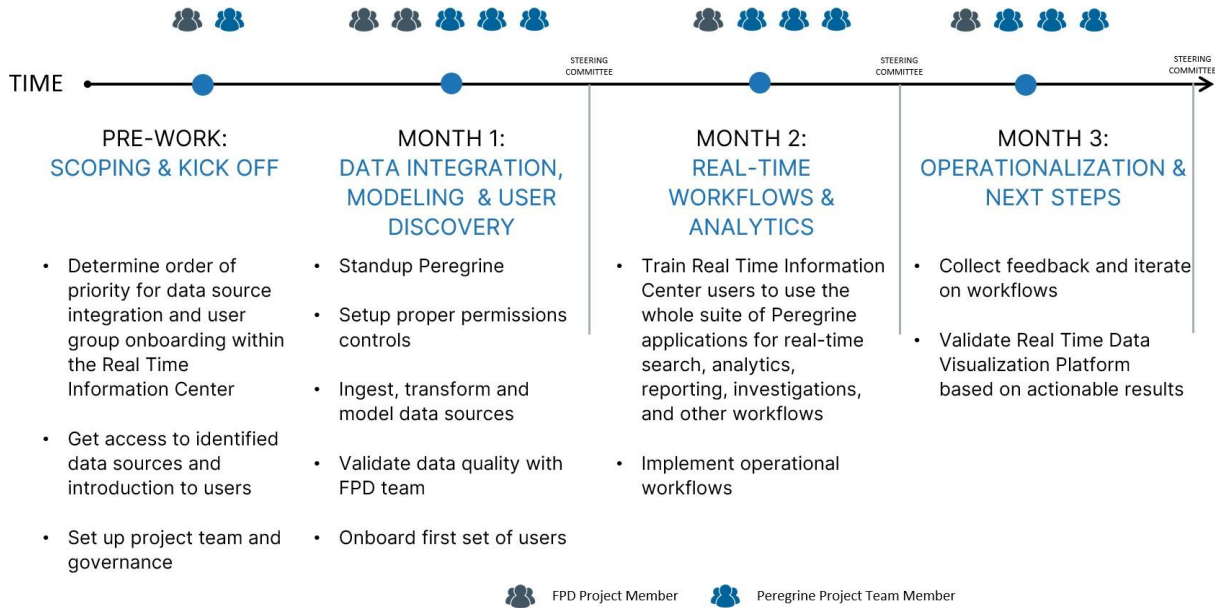 STEERING
COMMITTEE
STEERING
COMMITTEE
STEERING
COMMITTEE
TIME
PRE-WORK:
SCOPING & KICK OFF
• Determine order of
priority for data source
integration and user
group onboarding within
the Real Time
Information Center
• Get access to identified
data sources and
introduction to users
• Set up project team and
governance
MONTH 1:
DATA INTEGRATION,
MODELING & USER
DISCOVERY
• Standup Peregrine
• Setup proper permissions
controls
• Ingest, transform and
model data sources
• Validate data quality with
FPD team
• Onboard first set of users
MONTH 2:
REAL-TIME
WORKFLOWS &
ANALYTICS
• Train Real Time Information
Center users to use the
whole suite of Peregrine
applications for real-time
search, analytics,
reporting, investigations,
and other workflows
• Implement operational
workflows
MONTH 3:
OPERATIONALIZATION &
NEXT STEPS
• Collect feedback and iterate
on workflows
• Validate Real Time Data
Visualization Platform
based on actionable results
FPD Project Member
Peregrine Project Team Member